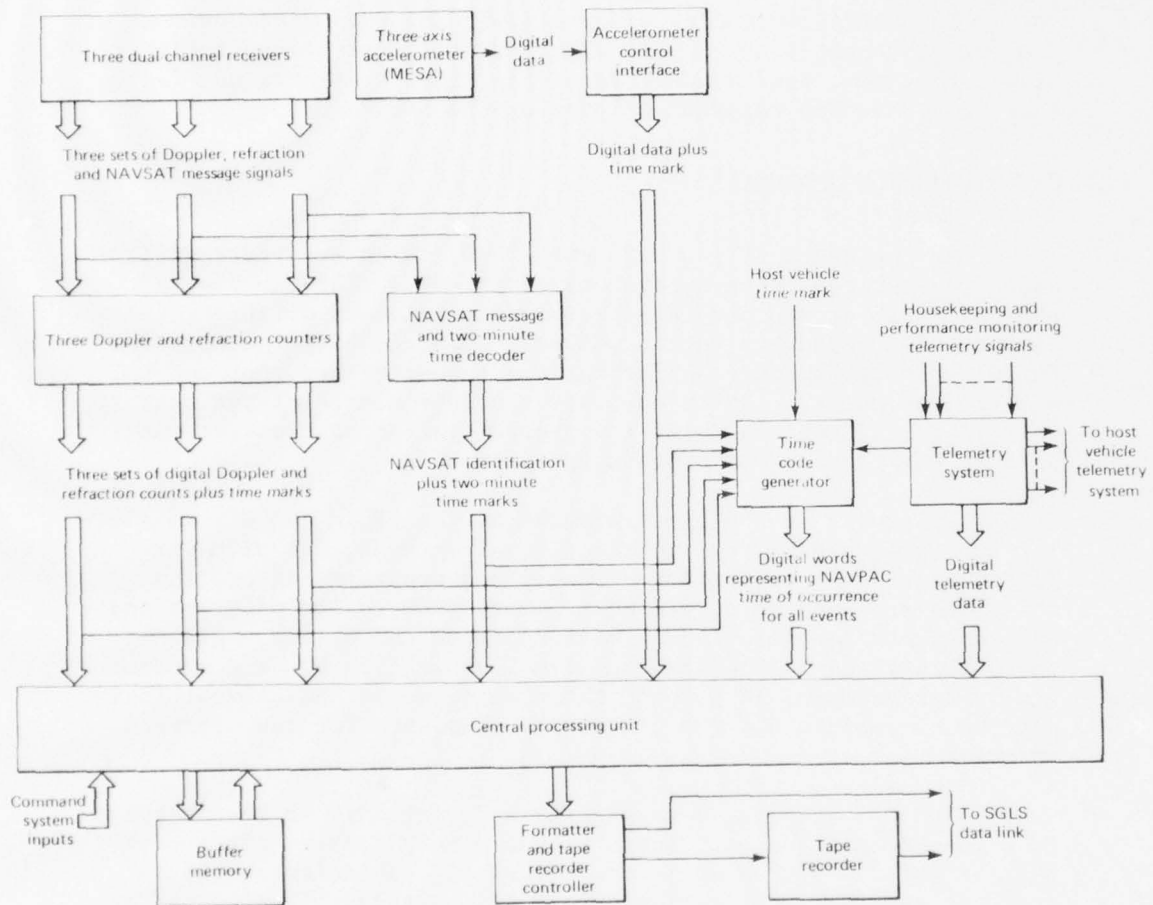 Three dual channel receivers
Three axis
accelerometer
(MESA)
Digital
data
Accelerometer
control
interface
Three sets of Doppler, refraction
and NAVSAT message signals
Digital data plus
time mark
Host vehicle
time mark
Housekeeping and
performance monitoring
telemetry signals
Three Doppler and refraction counters
NAVSAT message
and two minute
time decoder
Time
code
generator
Telemetry
system
To host
vehicle
telemetry
system
Three sets of digital Doppler and
refraction counts plus time marks
NAVSAT identification
plus two minute
time marks
Digital words
representing NAVPAC
time of occurrence
for all events
Digital
telemetry
data
Central processing unit
Command
system
inputs
Buffer
memory
Formatter
and tape
recorder
controller
Tape
recorder
To SGLS
data link